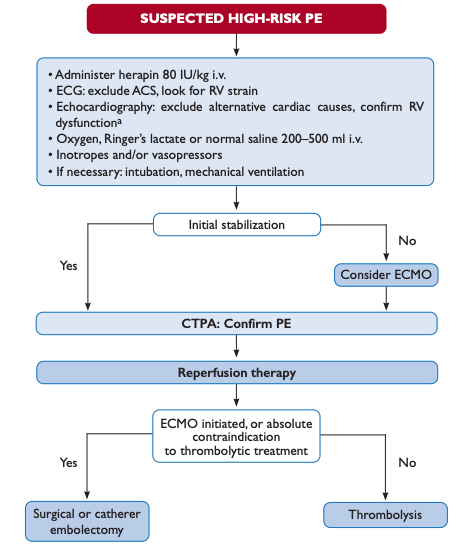 SUSPECTED HIGH-RISK PE
• Administer herapin 80 IU/kg i.v.
• ECG: exclude ACS, look for RV strain
• Echocardiography: exclude alternative cardiac causes, confirm RV
dysfunctionᵃ
• Oxygen, Ringer’s lactate or normal saline 200–500 ml i.v.
• Inotropes and/or vasopressors
• If necessary: intubation, mechanical ventilation
Initial stabilization
Yes
No
Consider ECMO
CTPA: Confirm PE
Reperfusion therapy
ECMO initiated, or absolute
contraindication
to thrombolytic treatment
Yes
No
Surgical or catherer
embolectomy
Thrombolysis